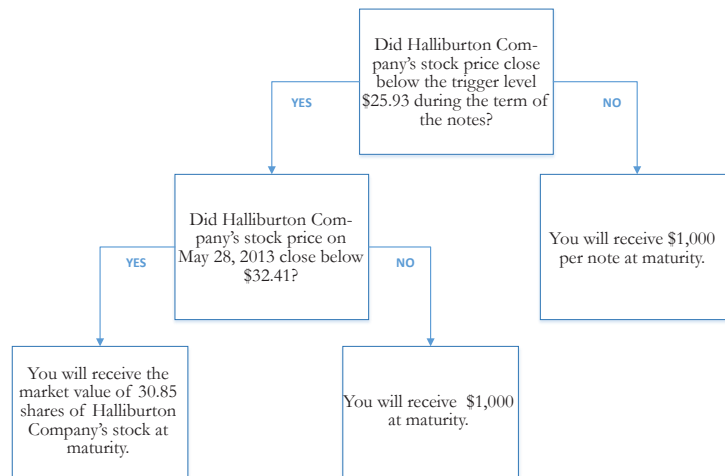 Did Halliburton Com-
pany's stock price close
below the trigger level
$25.93 during the term of
the notes?
YES
NO
Did Halliburton Com-
pany's stock price on
May 28, 2013 close below
$32.41?
You will receive $1,000
per note at maturity.
YES
NO
You will receive the
market value of 30.85
shares of Halliburton
Company's stock at
maturity.
You will receive $1,000
at maturity.